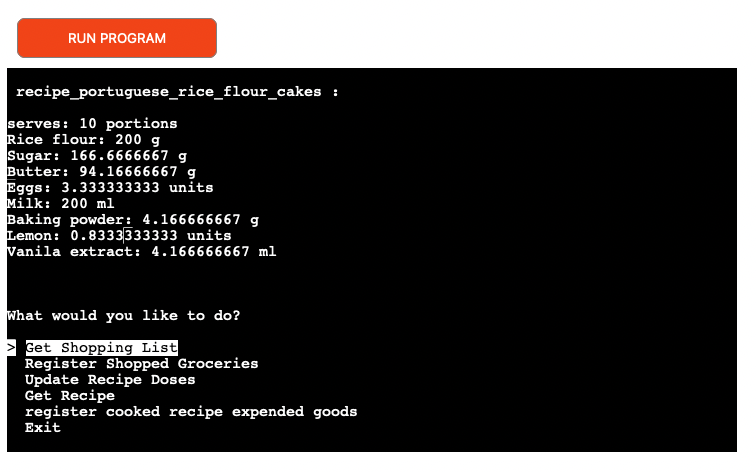 RUN PROGRAM
recipe_portuguese_rice_flour_cakes :
serves: 10 portions
Rice flour: 200 g
Sugar: 166.6666667 g
Butter: 94.16666667 g
Eggs: 3.333333333 units
Milk: 200 ml
Baking powder: 4.166666667 g
Lemon: 0.8333333333 units
Vanila extract: 4.166666667 ml
What would you like to do?
> Get Shopping List
Register Shopped Groceries
Update Recipe Doses
Get Recipe
register cooked recipe expended goods
Exit